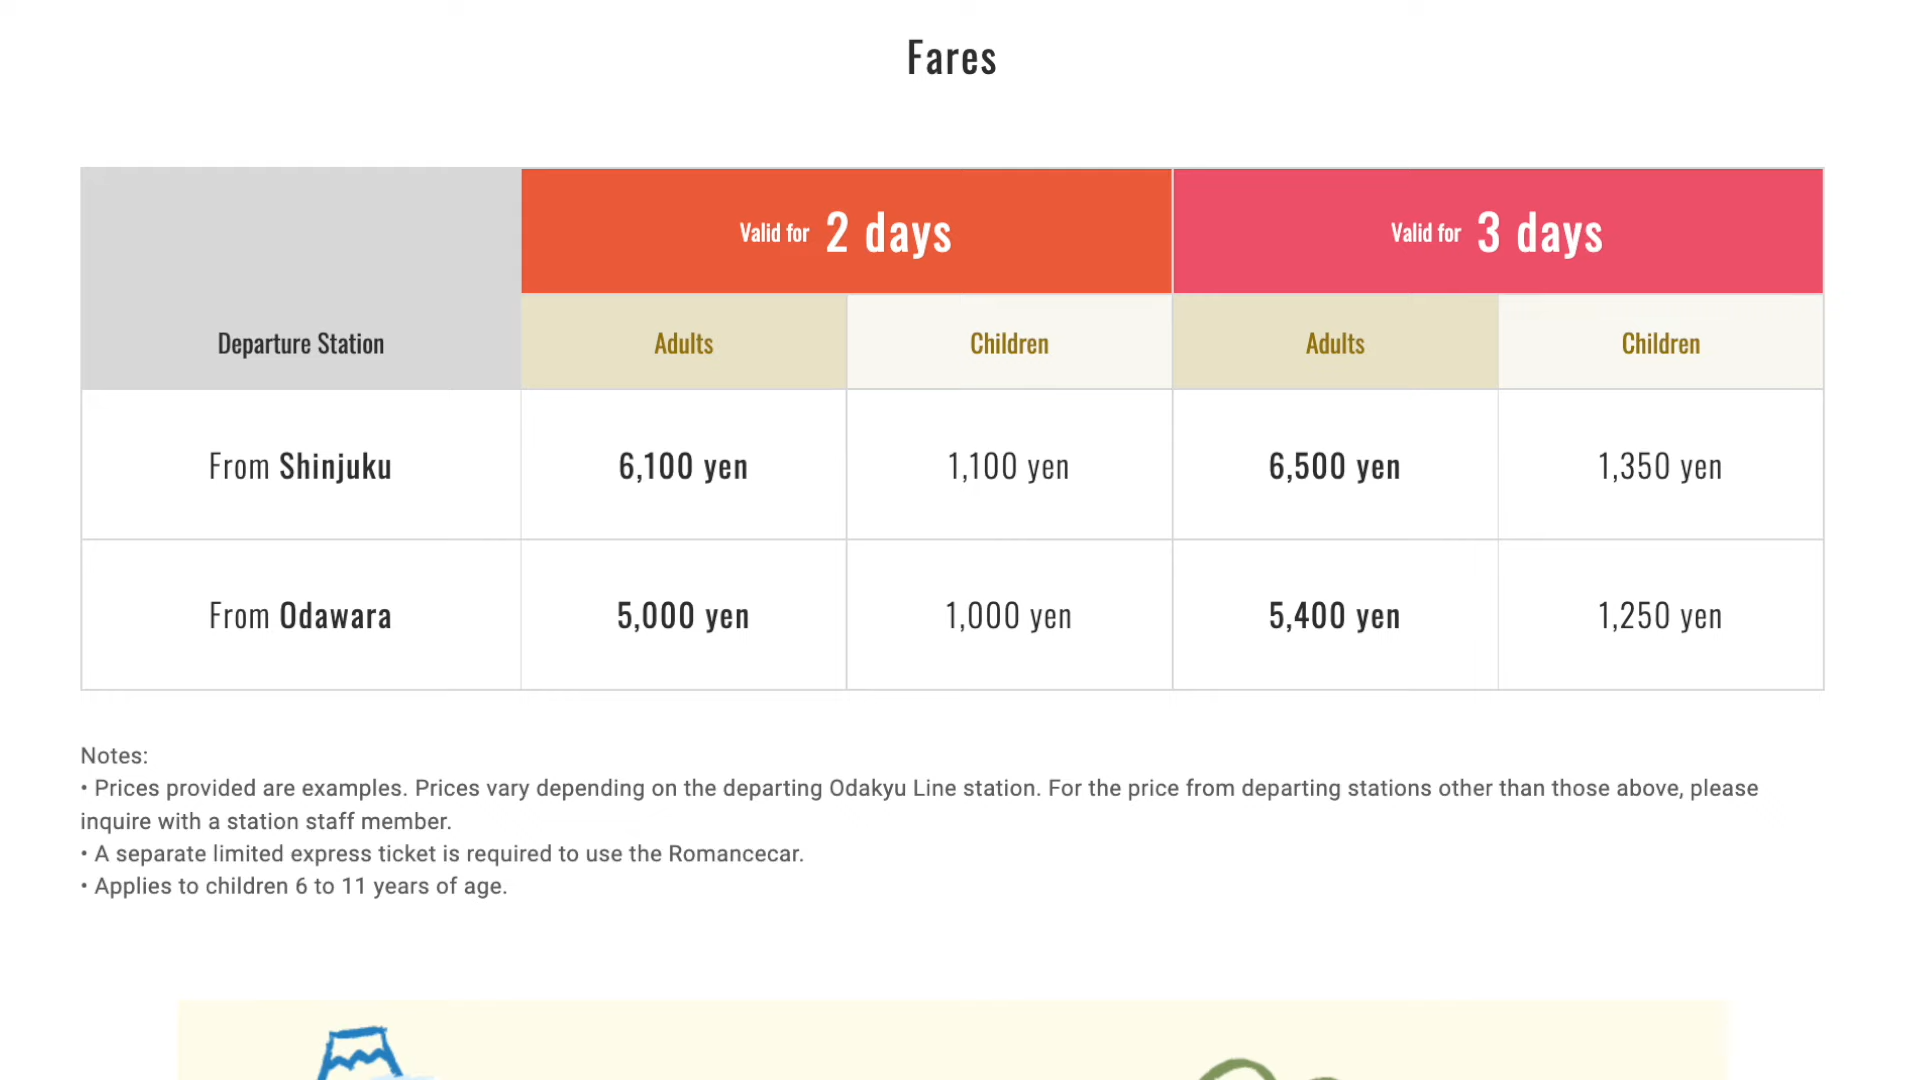 Fares
Valid for 2 days
Valid for 3 days
Departure Station
Adults
Children
Adults
Children
From Shinjuku
6,100 yen
1,100 yen
6,500 yen
1,350 yen
From Odawara
5,000 yen
1,000 yen
5,400 yen
1,250 yen
Notes:
• Prices provided are examples. Prices vary depending on the departing Odakyu Line station. For the price from departing stations other than those above, please
inquire with a station staff member.
• A separate limited express ticket is required to use the Romancecar.
• Applies to children 6 to 11 years of age.